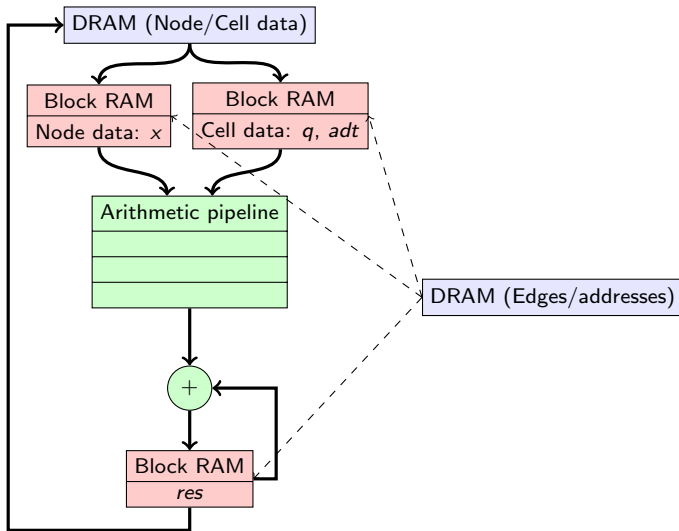 DRAM (Node/Cell data)
Block RAM
Node data: x
Block RAM
Cell data: q, adt
Arithmetic pipeline
DRAM (Edges/addresses)
+
Block RAM
res